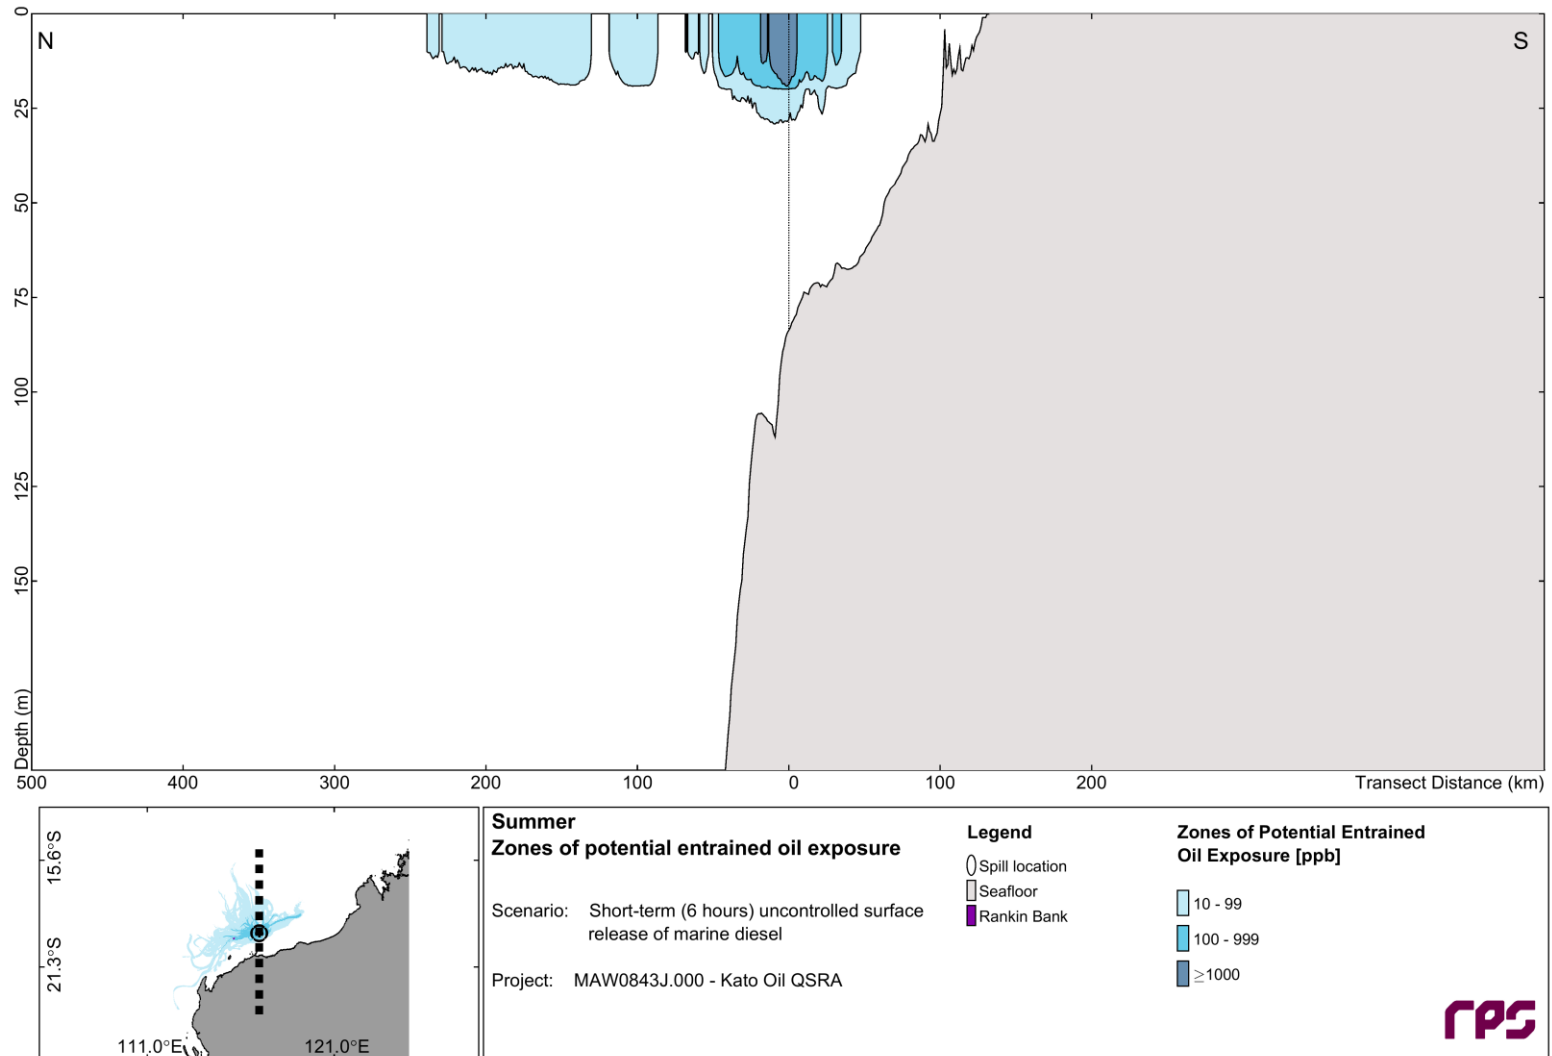 N
S
0
25
50
75
100
125
150
Depth (m)
500
400
300
200
100
0
100
200
Transect Distance (km)
15.6°S
21.3°S
111.0°E
121.0°E
Summer
Zones of potential entrained oil exposure
Scenario: Short-term (6 hours) uncontrolled surface
release of marine diesel
Project: MAW0843J.000 - Kato Oil QSRA
Legend
Spill location
Seafloor
Rankin Bank
Zones of Potential Entrained
Oil Exposure [ppb]
10 - 99
100 - 999
≥1000
rps